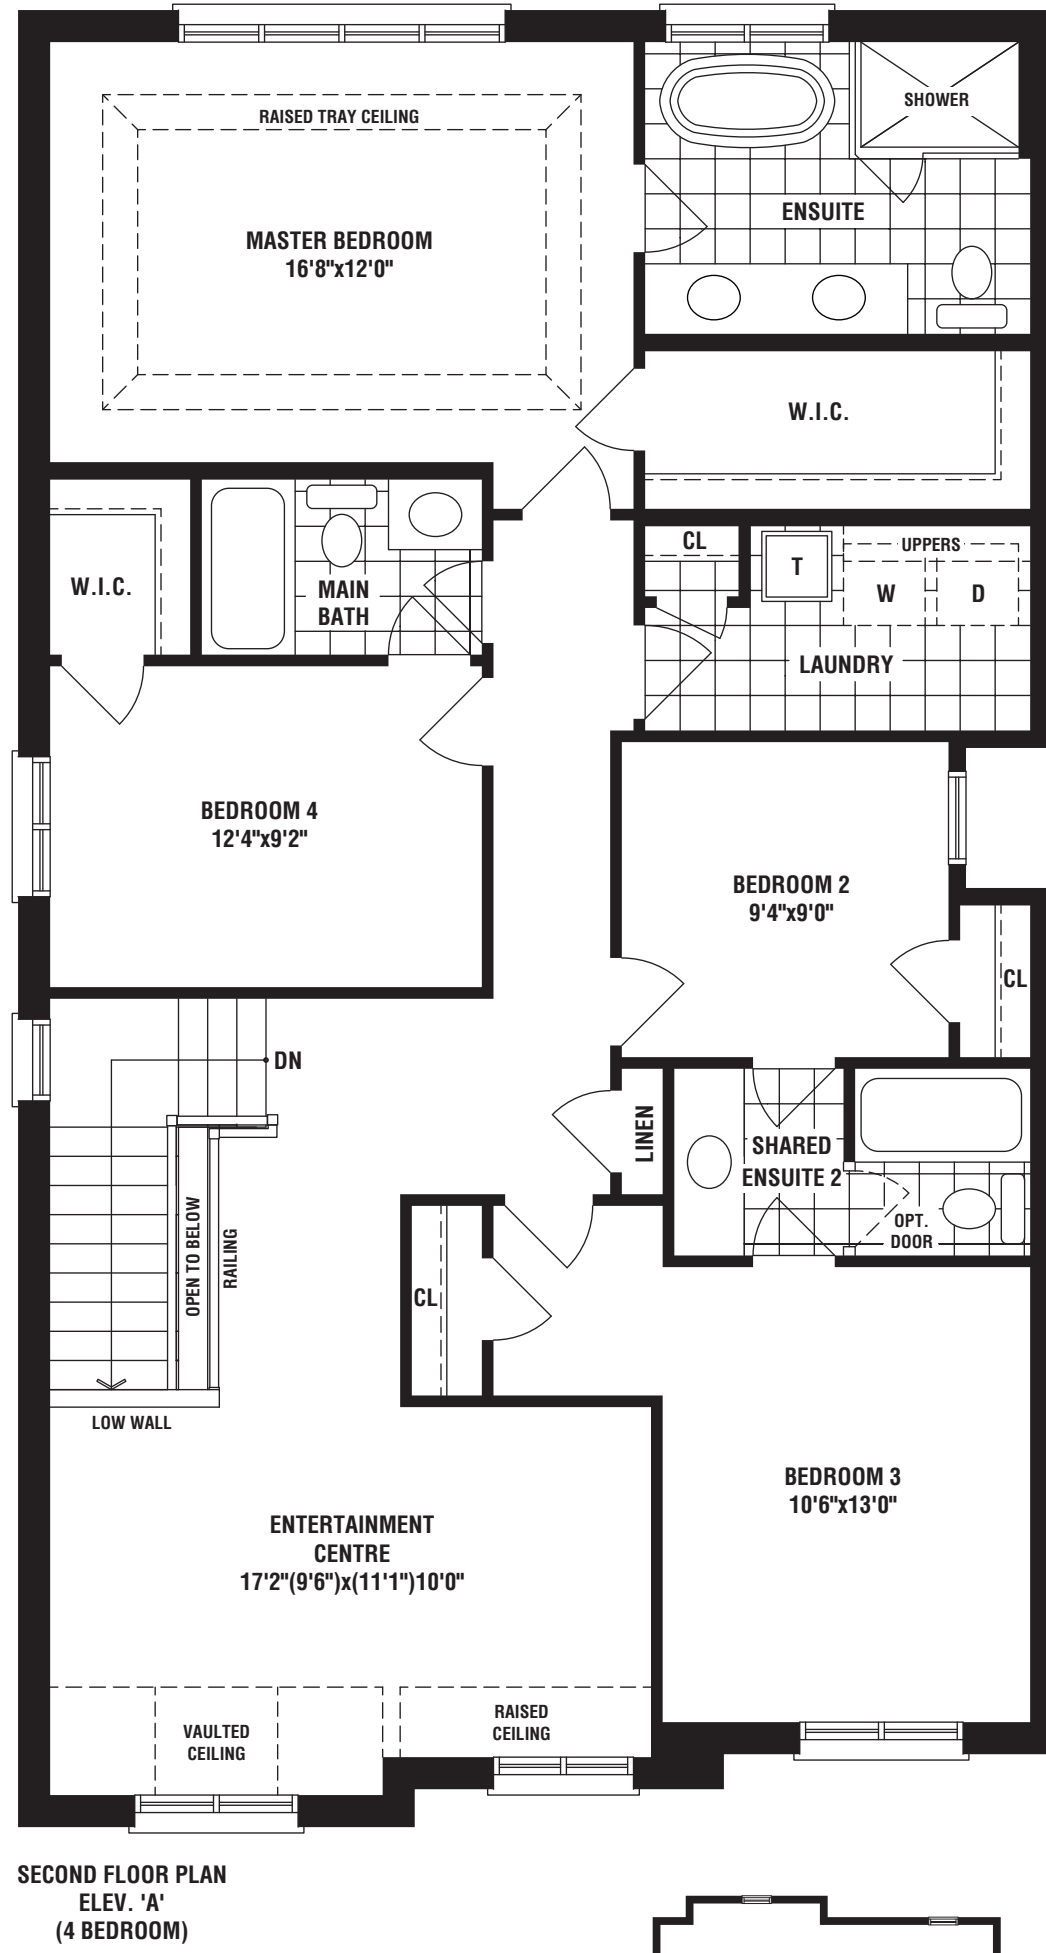 RAISED TRAY CEILING
SHOWER
MASTER BEDROOM
16'8"x12'0"
ENSUITE
W.I.C.
W.I.C.
MAIN
BATH
CL
T
UPPERS
W
D
LAUNDRY
BEDROOM 4
12'4"x9'2"
BEDROOM 2
9'4"x9'0"
CL
DN
LINEN
SHARED
ENSUITE 2
OPT.
DOOR
OPEN TO BELOW
RAILING
CL
LOW WALL
BEDROOM 3
10'6"x13'0"
ENTERTAINMENT
CENTRE
17'2"(9'6")x(11'1")10'0"
VAULTED
CEILING
RAISED
CEILING
SECOND FLOOR PLAN
ELEV. 'A'
(4 BEDROOM)